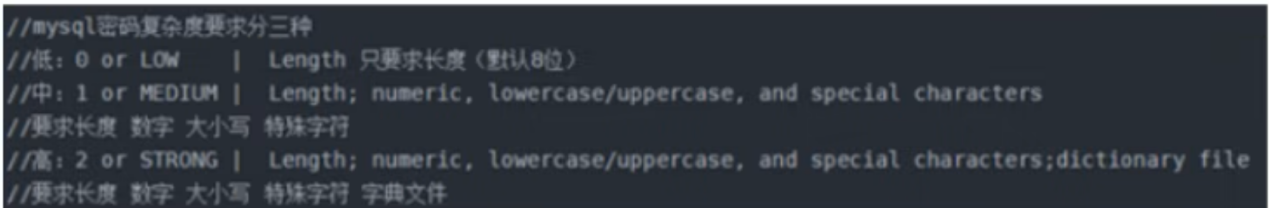 //mysql密码复杂度要求分三种
//低：0 or LOW    |  Length 只要求长度（默认8位）
//中：1 or MEDIUM |  Length; numeric, lowercase/uppercase, and special characters
//要求长度 数字 大小写 特殊字符
//高：2 or STRONG |  Length; numeric, lowercase/uppercase, and special characters;dictionary file
//要求长度 数字 大小写 特殊字符 字典文件